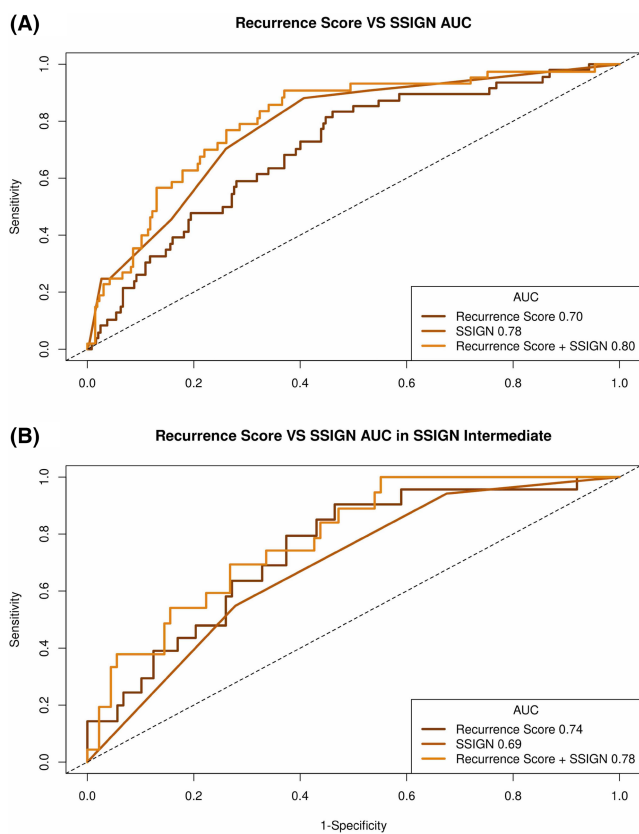 (A)
Recurrence Score VS SSIGN AUC
1.0
0.8
0.6
0.4
0.2
0.0
Sensitivity
0.0
0.2
0.4
0.6
0.8
1.0
AUC
Recurrence Score 0.70
SSIGN 0.78
Recurrence Score + SSIGN 0.80
(B)
Recurrence Score VS SSIGN AUC in SSIGN Intermediate
1.0
0.8
0.6
0.4
0.2
0.0
Sensitivity
0.0
0.2
0.4
0.6
0.8
1.0
AUC
Recurrence Score 0.74
SSIGN 0.69
Recurrence Score + SSIGN 0.78
1-Specificity